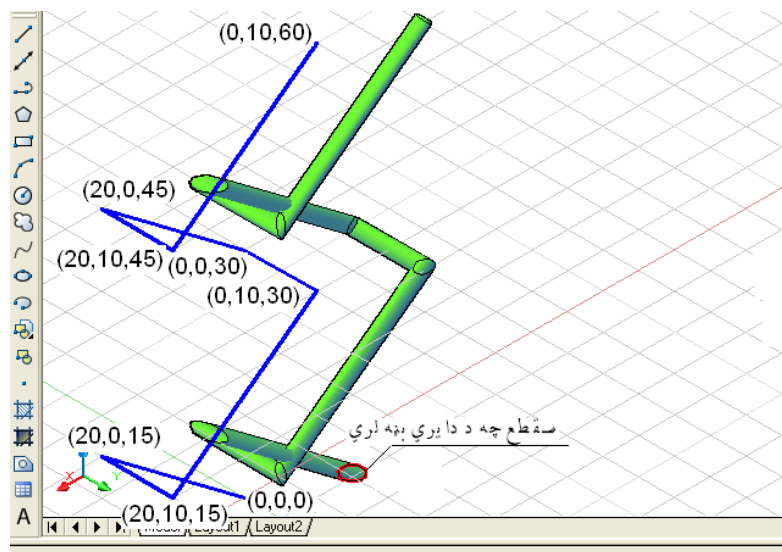 (0,10,60)
(20,0,45)
(20,10,45)
(0,0,30)
(0,10,30)
مقطع چه د دايري بڼه لري
(20,0,15)
(0,0,0)
(20,10,15)
X
Y
A
Model
Layout1
Layout2